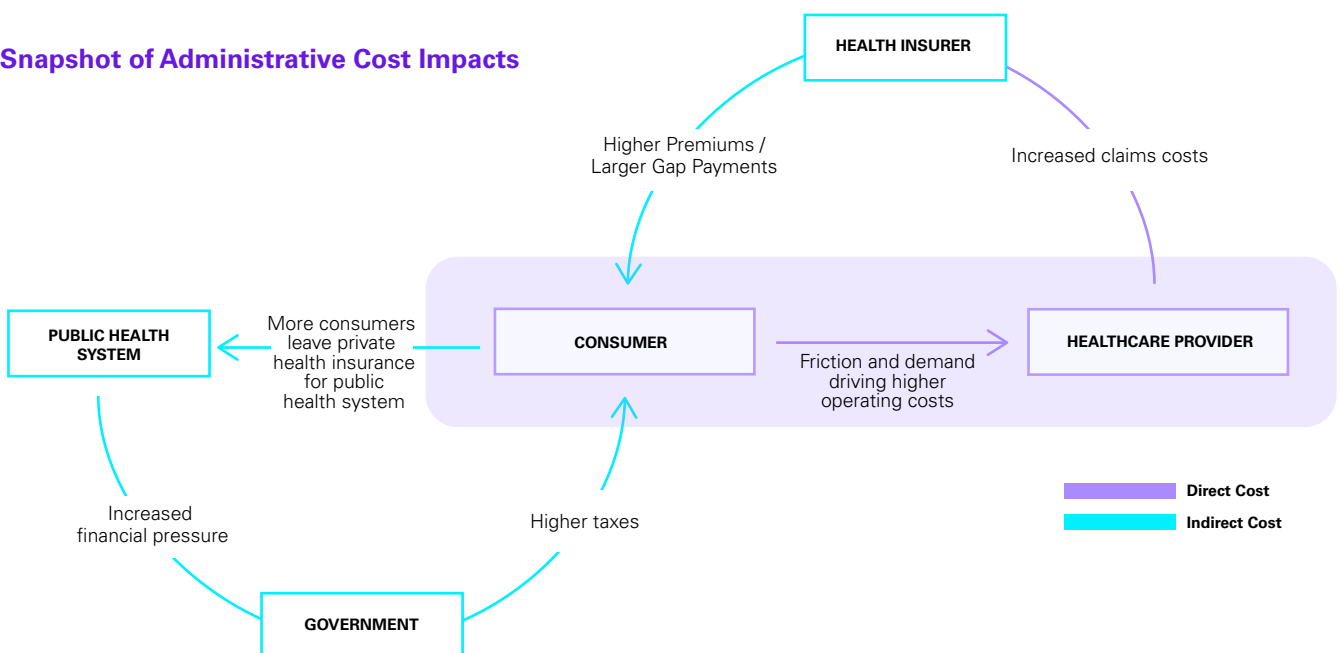 Snapshot of Administrative Cost Impacts
HEALTH INSURER
Higher Premiums /
Larger Gap Payments
Increased claims costs
PUBLIC HEALTH
SYSTEM
More consumers
leave private
health insurance
for public
health system
CONSUMER
Friction and demand
driving higher
operating costs
HEALTHCARE PROVIDER
Increased
financial pressure
Higher taxes
GOVERNMENT
Direct Cost
Indirect Cost